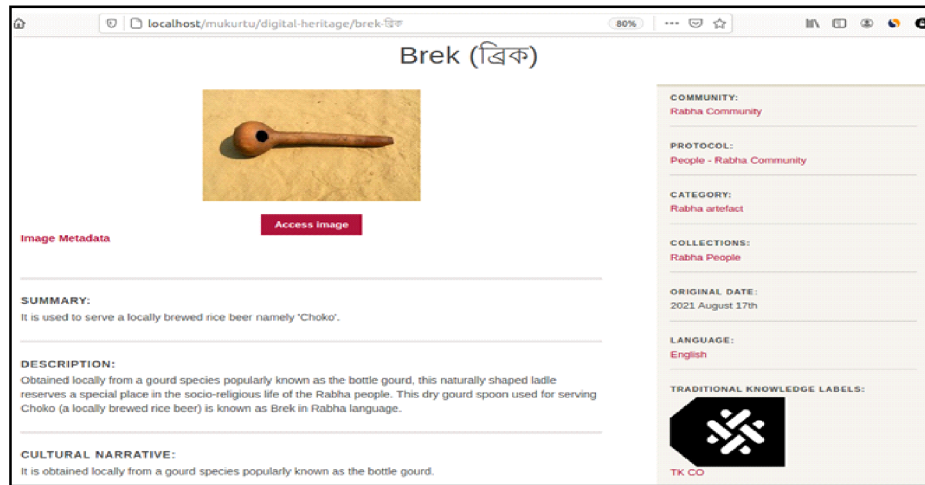 localhost/mukurtu/digital-heritage/brek-ব্রিক
80%
Brek (ব্রিক)
Access image
Image Metadata
SUMMARY:
It is used to serve a locally brewed rice beer namely 'Choko'.
DESCRIPTION:
Obtained locally from a gourd species popularly known as the bottle gourd, this naturally shaped ladle
reserves a special place in the socio-religious life of the Rabha people. This dry gourd spoon used for serving
Choko (a locally brewed rice beer) is known as Brek in Rabha language.
CULTURAL NARRATIVE:
It is obtained locally from a gourd species popularly known as the bottle gourd.
COMMUNITY:
Rabha Community
PROTOCOL:
People - Rabha Community
CATEGORY:
Rabha artefact
COLLECTIONS:
Rabha People
ORIGINAL DATE:
2021 August 17th
LANGUAGE:
English
TRADITIONAL KNOWLEDGE LABELS:
TK CO